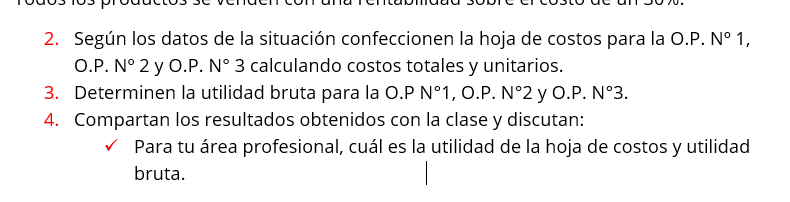 Todos los productos se venden con una rentabilidad sobre el costo de un 30%.
2. Según los datos de la situación confeccionen la hoja de costos para la O.P. Nº 1,
O.P. Nº 2 y O.P. N° 3 calculando costos totales y unitarios.
3. Determinen la utilidad bruta para la O.P N°1, O.P. N°2 y O.P. N°3.
4. Compartan los resultados obtenidos con la clase y discutan:
✓ Para tu área profesional, cuál es la utilidad de la hoja de costos y utilidad
bruta.